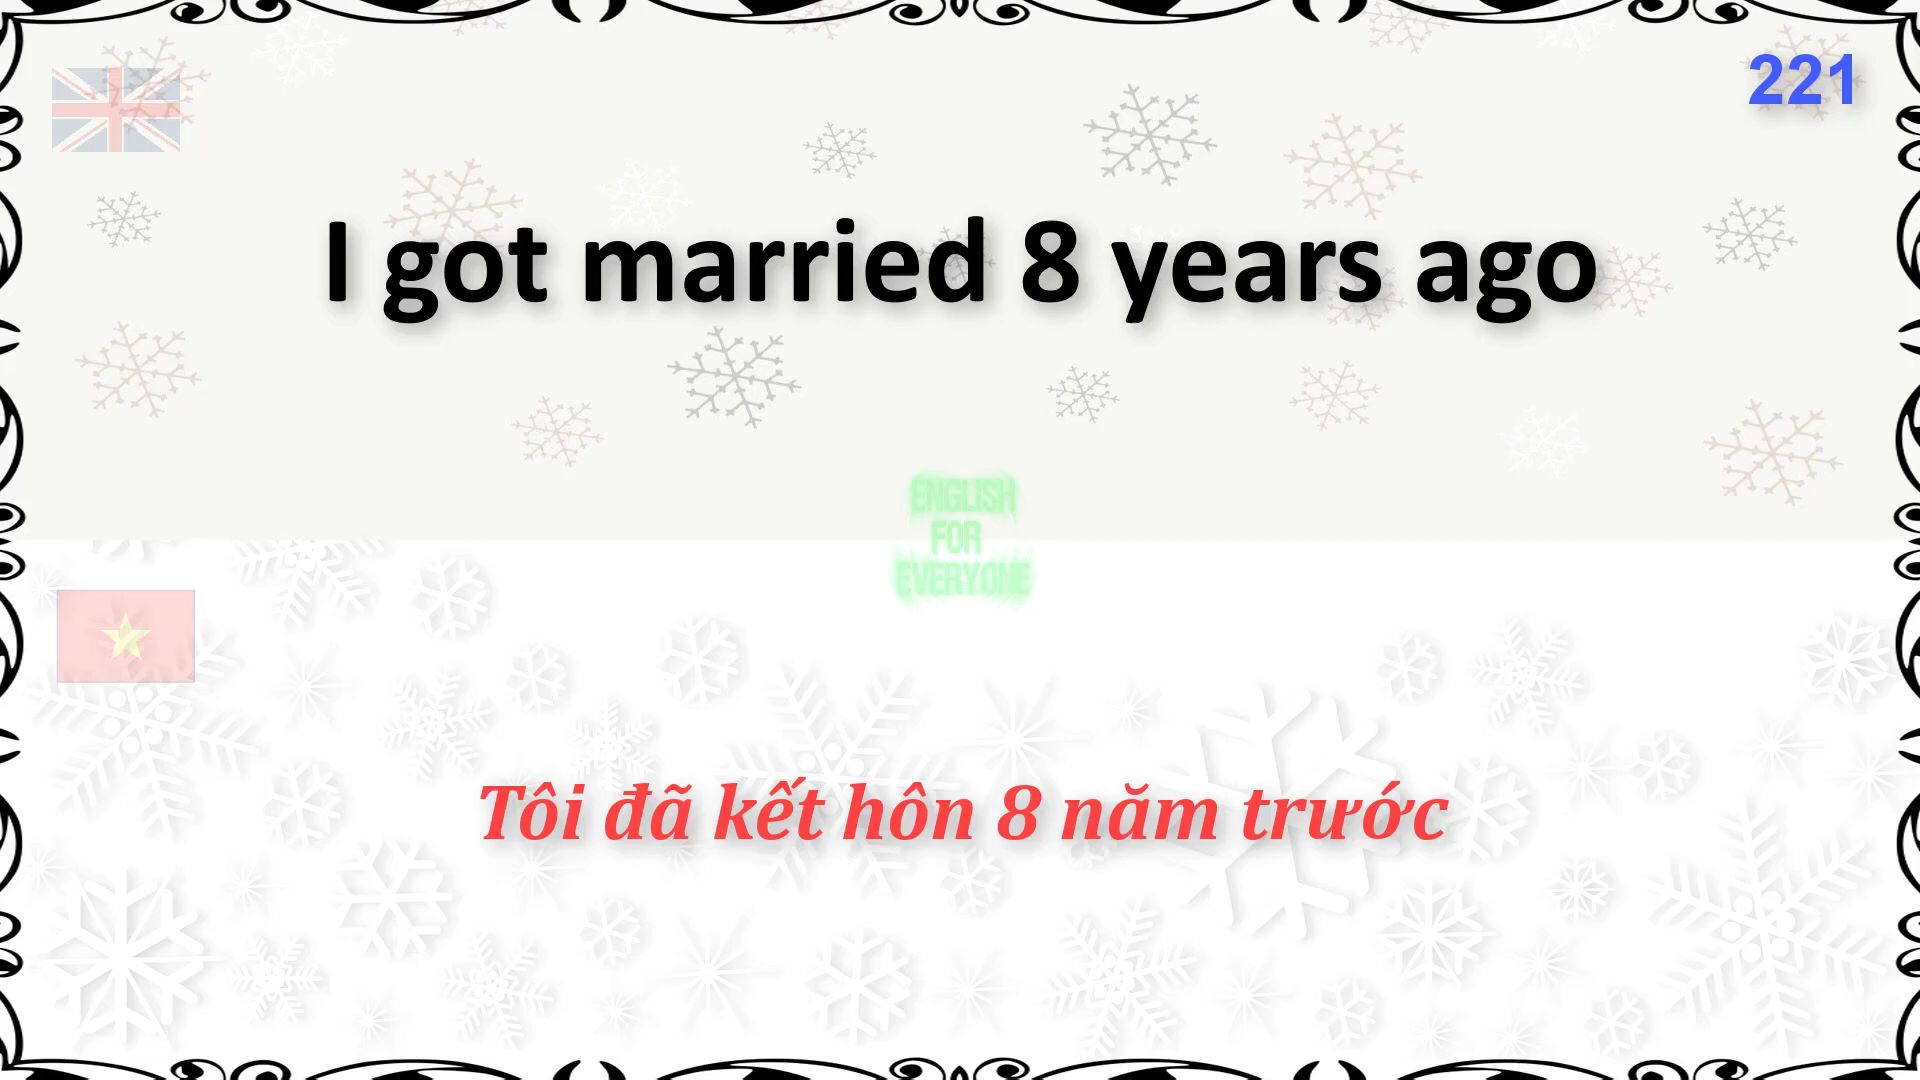 221
I got married 8 years ago
ENGLISH
FOR
EVERYONE
Tôi đã kết hôn 8 năm trước